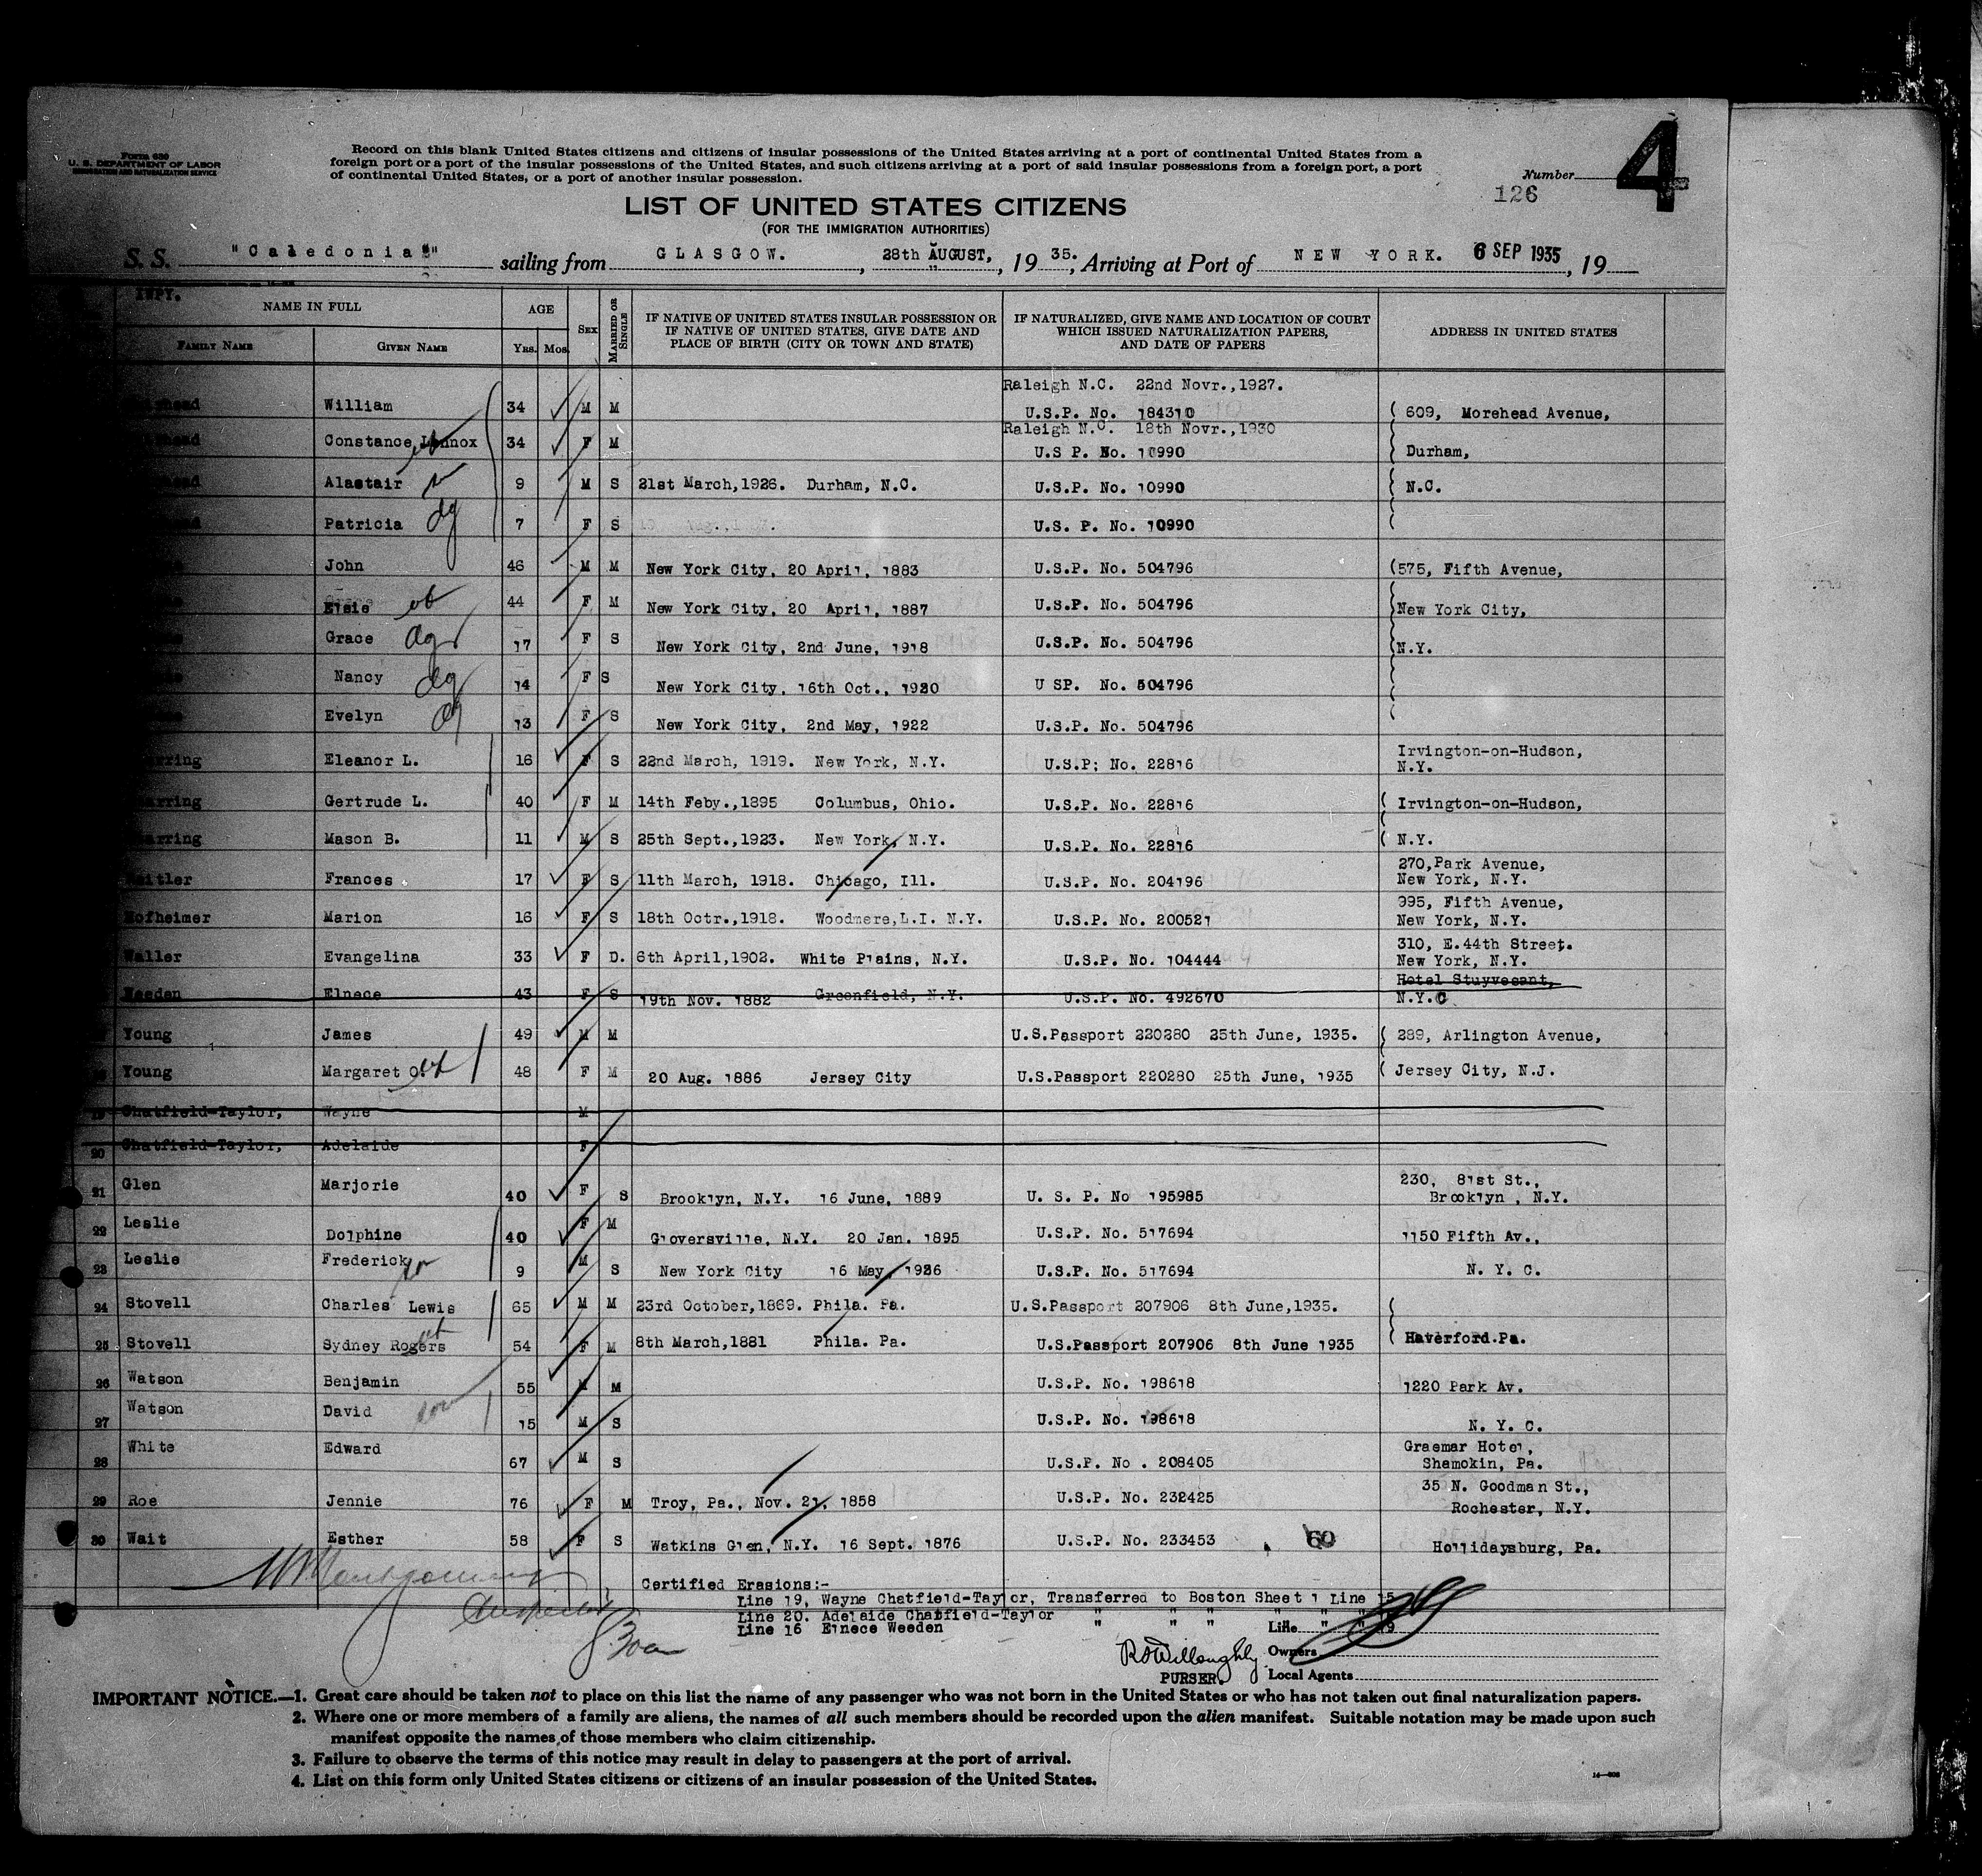 Form 630
U. S. DEPARTMENT OF LABOR
IMMIGRATION AND NATURALIZATION SERVICE
Record on this blank United States citizens and citizens of insular possessions of the United States arriving at a port of continental United States from a
foreign port or a port of the insular possessions of the United States, and such citizens arriving at a port of said insular possessions from a foreign port, a port
of continental United States, or a port of another insular possession.
Number
4
126
LIST OF UNITED STATES CITIZENS
(FOR THE IMMIGRATION AUTHORITIES)
S. S. "Caledonia" sailing from GLASGOW. , 28th AUGUST, , 19 35. , Arriving at Port of NEW YORK. 6 SEP 1935 , 19
NAME IN FULL
FAMILY NAME GIVEN NAME
AGE
YRS. MOS.
SEX
MARRIED OR SINGLE
IF NATIVE OF UNITED STATES INSULAR POSSESSION OR
IF NATIVE OF UNITED STATES, GIVE DATE AND
PLACE OF BIRTH (CITY OR TOWN AND STATE)
IF NATURALIZED, GIVE NAME AND LOCATION OF COURT
WHICH ISSUED NATURALIZATION PAPERS,
AND DATE OF PAPERS
ADDRESS IN UNITED STATES
Raleigh N.C. 22nd Novr.,1927.
William 34 M M U.S.P. No. 184310 609, Morehead Avenue,
Raleigh N.C. 18th Novr.,1930
Constance Lennox 34 F M U.S P. No. 10990 Durham,
Alastair 9 M S 21st March,1926. Durham, N.C. U.S.P. No. 10990 N.C.
Patricia 7 F S U.S. P. No. 10990
John 46 M M New York City, 20 April, 1883 U.S.P. No. 504796 575, Fifth Avenue,
Elsie 44 F M New York City, 20 April, 1887 U.S.P. No. 504796 New York City,
Grace 17 F S New York City, 2nd June, 1918 U.S.P. No. 504796 N.Y.
Nancy 14 F S New York City, 16th Oct., 1920 U SP. No. 504796
Evelyn 13 F S New York City, 2nd May, 1922 U.S.P. No. 504796
Eleanor L. 16 F S 22nd March, 1919. New York, N.Y. U.S.P; No. 22816 Irvington-on-Hudson,
N.Y.
Gertrude L. 40 F M 14th Feby.,1895 Columbus, Ohio. U.S.P. No. 22816 Irvington-on-Hudson,
Mason B. 11 M S 25th Sept.,1923. New York, N.Y. U.S.P. No. 22816 N.Y.
270,Park Avenue,
Frances 17 F S 11th March, 1918. Chicago, Ill. U.S.P. No. 204196 New York, N.Y.
995, Fifth Avenue,
Hofheimer Marion 16 F S 18th Octr.,1918. Woodmere,L.I. N.Y. U.S.P. No. 200521 New York, N.Y.
310, E.44th Street.
Waller Evangelina 33 F D. 6th April,1902. White Plains, N.Y. U.S.P. No. 104444 New York, N.Y.
Hotel Stuyvesant,
Weeden Elnece 43 F S 19th Nov. 1882 Greenfield, N.Y. U.S.P. No. 492670 N.Y.C
Young James 49 M M U.S.Passport 220280 25th June, 1935. 289, Arlington Avenue,
18 Young Margaret O. 48 F M 20 Aug. 1886 Jersey City U.S.Passport 220280 25th June, 1935 Jersey City, N.J.
19 Chatfield-Taylor, Wayne M
20 Chatfield-Taylor, Adelaide F
230, 81st St.,
21 Glen Marjorie 40 F S Brooklyn, N.Y. 16 June, 1889 U. S. P. No 195985 Brooklyn , N.Y.
22 Leslie Dolphine 40 F M Gloversville, N.Y. 20 Jan. 1895 U.S.P. No. 517694 1150 Fifth Av.,
23 Leslie Frederick 9 M S New York City 16 May, 1926 U.S.P. No. 517694 N. Y. C.
24 Stovell Charles Lewis 65 M M 23rd October,1869. Phila. Pa. U.S.Passport 207906 8th June,1935.
25 Stovell Sydney Rogers 54 F M 8th March,1881 Phila. Pa. U.S.Passport 207906 8th June 1935 Haverford.Pa.
26 Watson Benjamin 55 M M U.S.P. No. 198618 1220 Park Av.
27 Watson David 15 M S U.S.P. No. 198618 N. Y. C.
Graemar Hotel,
28 White Edward 67 M S U.S.P. No . 208405 Shamokin, Pa.
35 N. Goodman St.,
29 Roe Jennie 76 F M Troy, Pa., Nov. 21, 1858 U.S.P. No. 232425 Rochester, N.Y.
30 Wait Esther 58 F S Watkins Glen, N.Y. 16 Sept. 1876 U.S.P. No. 233453 60 Hollidaysburg, Pa.
Certified Erasions:-
Line 19, Wayne Chatfield-Taylor, Transferred to Boston Sheet 1 Line 15
Line 20. Adelaide Chatfield-Taylor " " " " " "
Line 16 Elnece Weeden " " " " " 19
Line
R Willoughby
PURSER.
Owners
Local Agents
IMPORTANT NOTICE.—1. Great care should be taken not to place on this list the name of any passenger who was not born in the United States or who has not taken out final naturalization papers.
2. Where one or more members of a family are aliens, the names of all such members should be recorded upon the alien manifest. Suitable notation may be made upon such
manifest opposite the names of those members who claim citizenship.
3. Failure to observe the terms of this notice may result in delay to passengers at the port of arrival.
4. List on this form only United States citizens or citizens of an insular possession of the United States.